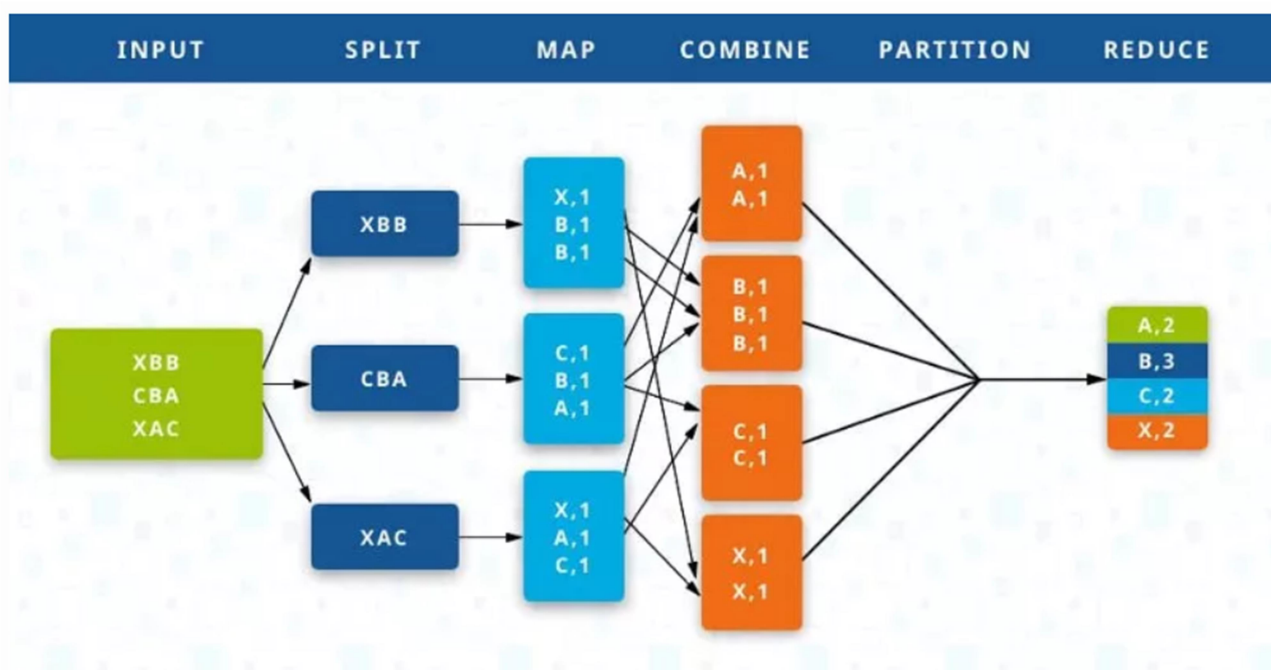 INPUT SPLIT MAP COMBINE PARTITION REDUCE
XBB
CBA
XAC
XBB
CBA
XAC
X,1
B,1
B,1
C,1
B,1
A,1
X,1
A,1
C,1
A,1
A,1
B,1
B,1
B,1
C,1
C,1
X,1
X,1
A,2
B,3
C,2
X,2